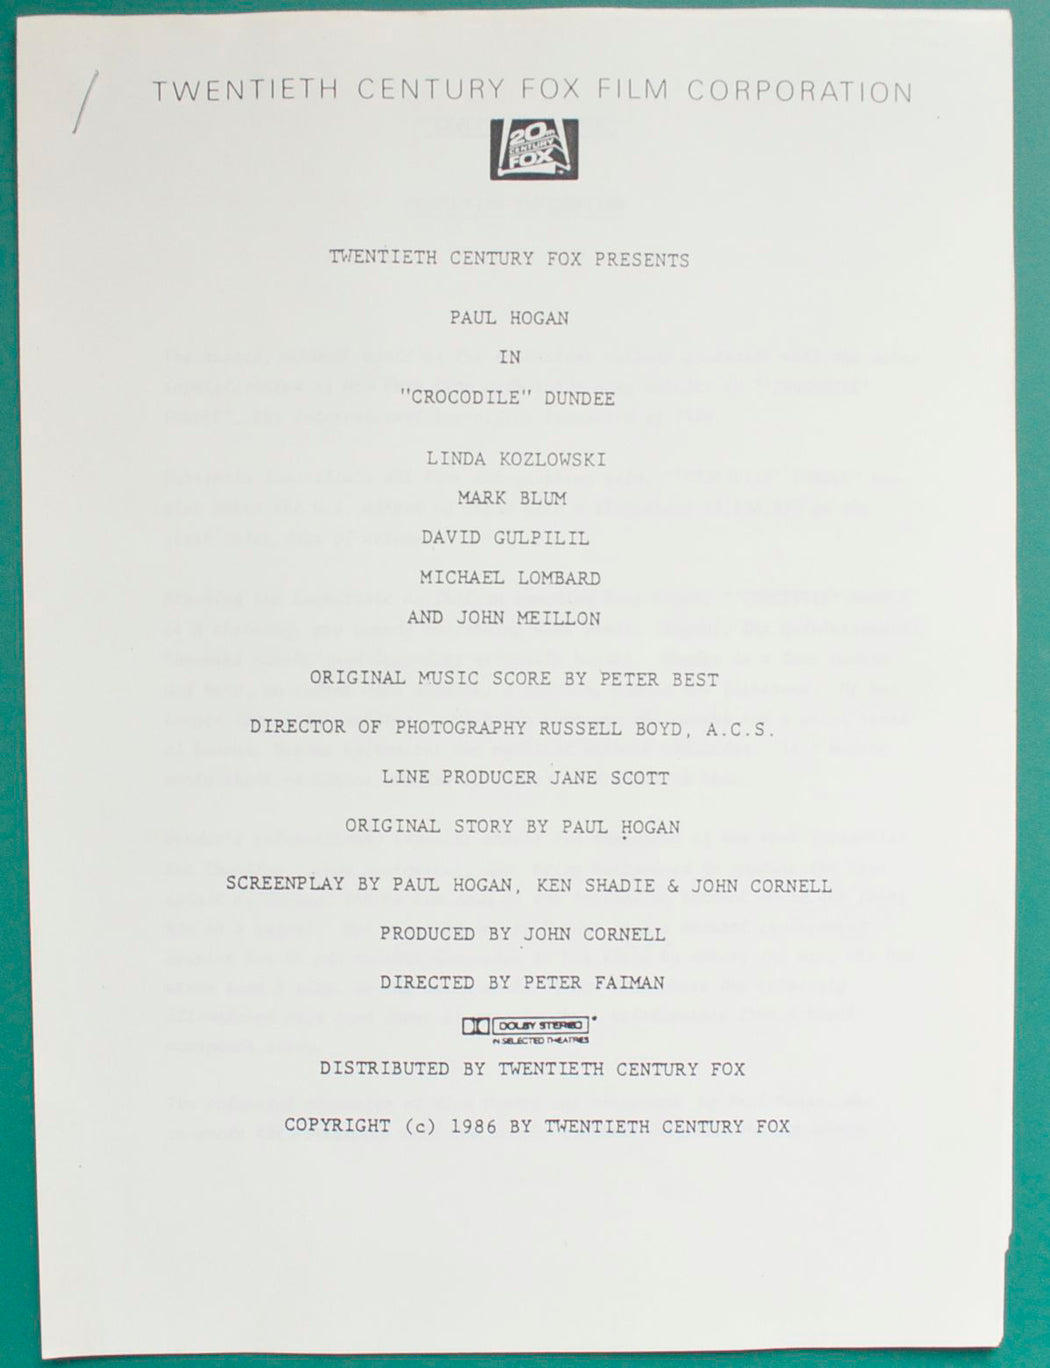 TWENTIETH CENTURY FOX FILM CORPORATION
20th
CENTURY
FOX
TWENTIETH CENTURY FOX PRESENTS
PAUL HOGAN
IN
"CROCODILE" DUNDEE
LINDA KOZLOWSKI
MARK BLUM
DAVID GULPILIL
MICHAEL LOMBARD
AND JOHN MEILLON
ORIGINAL MUSIC SCORE BY PETER BEST
DIRECTOR OF PHOTOGRAPHY RUSSELL BOYD, A.C.S.
LINE PRODUCER JANE SCOTT
ORIGINAL STORY BY PAUL HOGAN
SCREENPLAY BY PAUL HOGAN, KEN SHADIE & JOHN CORNELL
PRODUCED BY JOHN CORNELL
DIRECTED BY PETER FAIMAN
DOLBY STEREO
IN SELECTED THEATRES
DISTRIBUTED BY TWENTIETH CENTURY FOX
COPYRIGHT (c) 1986 BY TWENTIETH CENTURY FOX